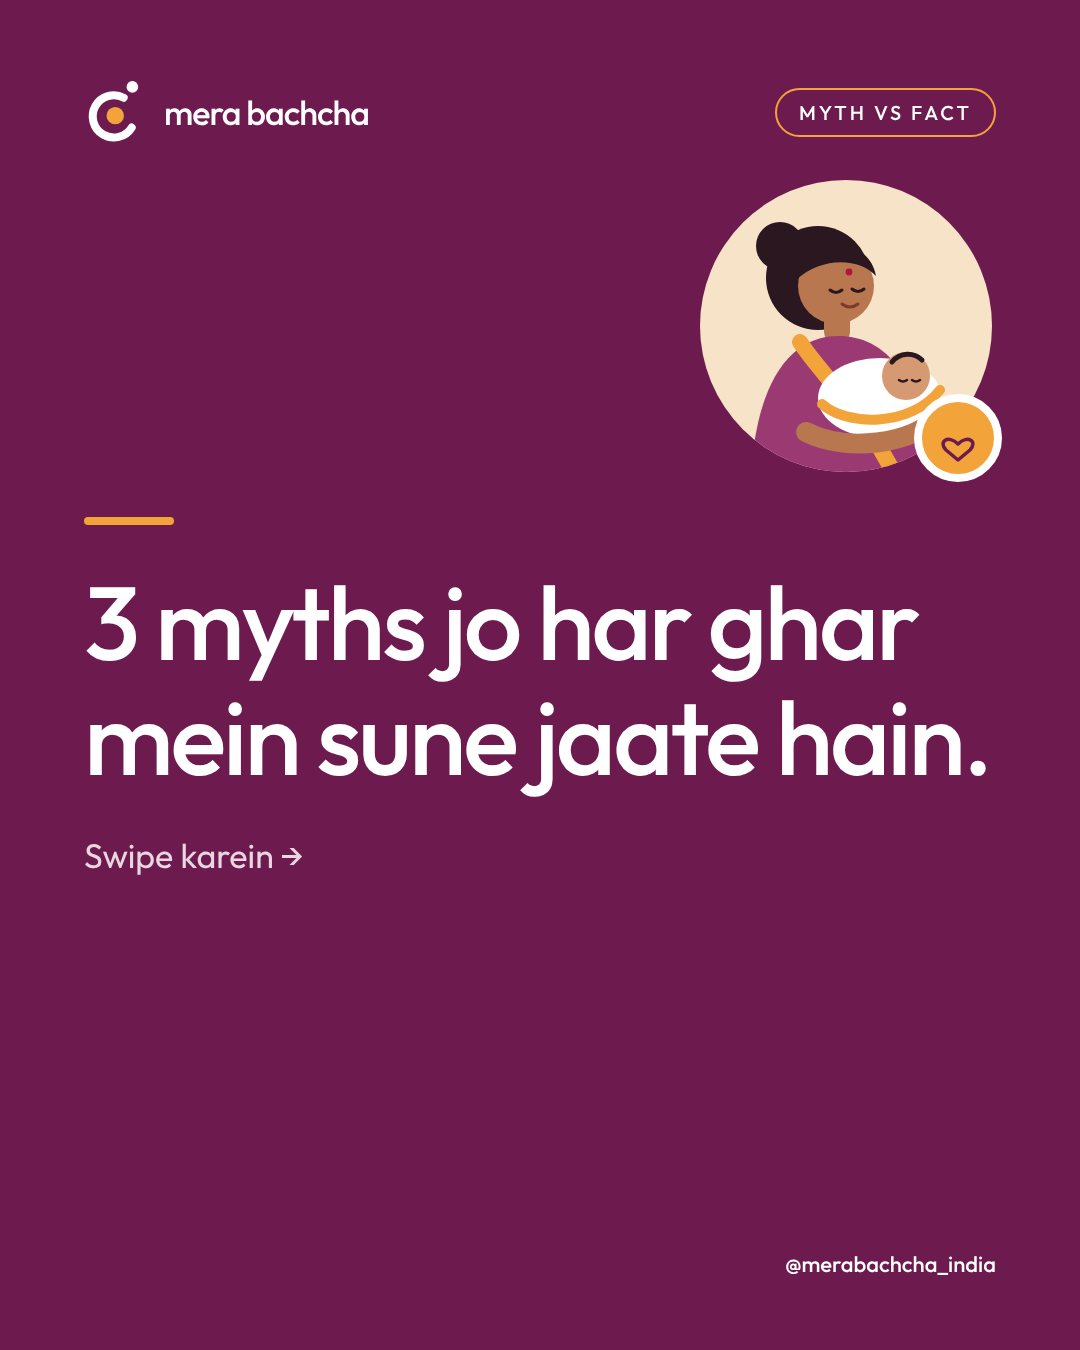 mera bachcha
MYTH VS FACT
3 myths jo har ghar
mein sune jaate hain.
Swipe karein →
@merabachcha_india